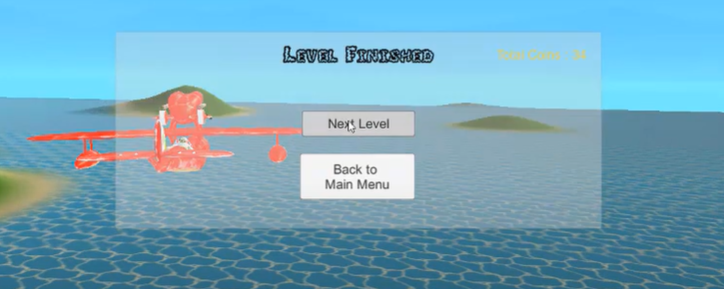 Level Finished
Total Coins : 34
Next Level
Back to
Main Menu